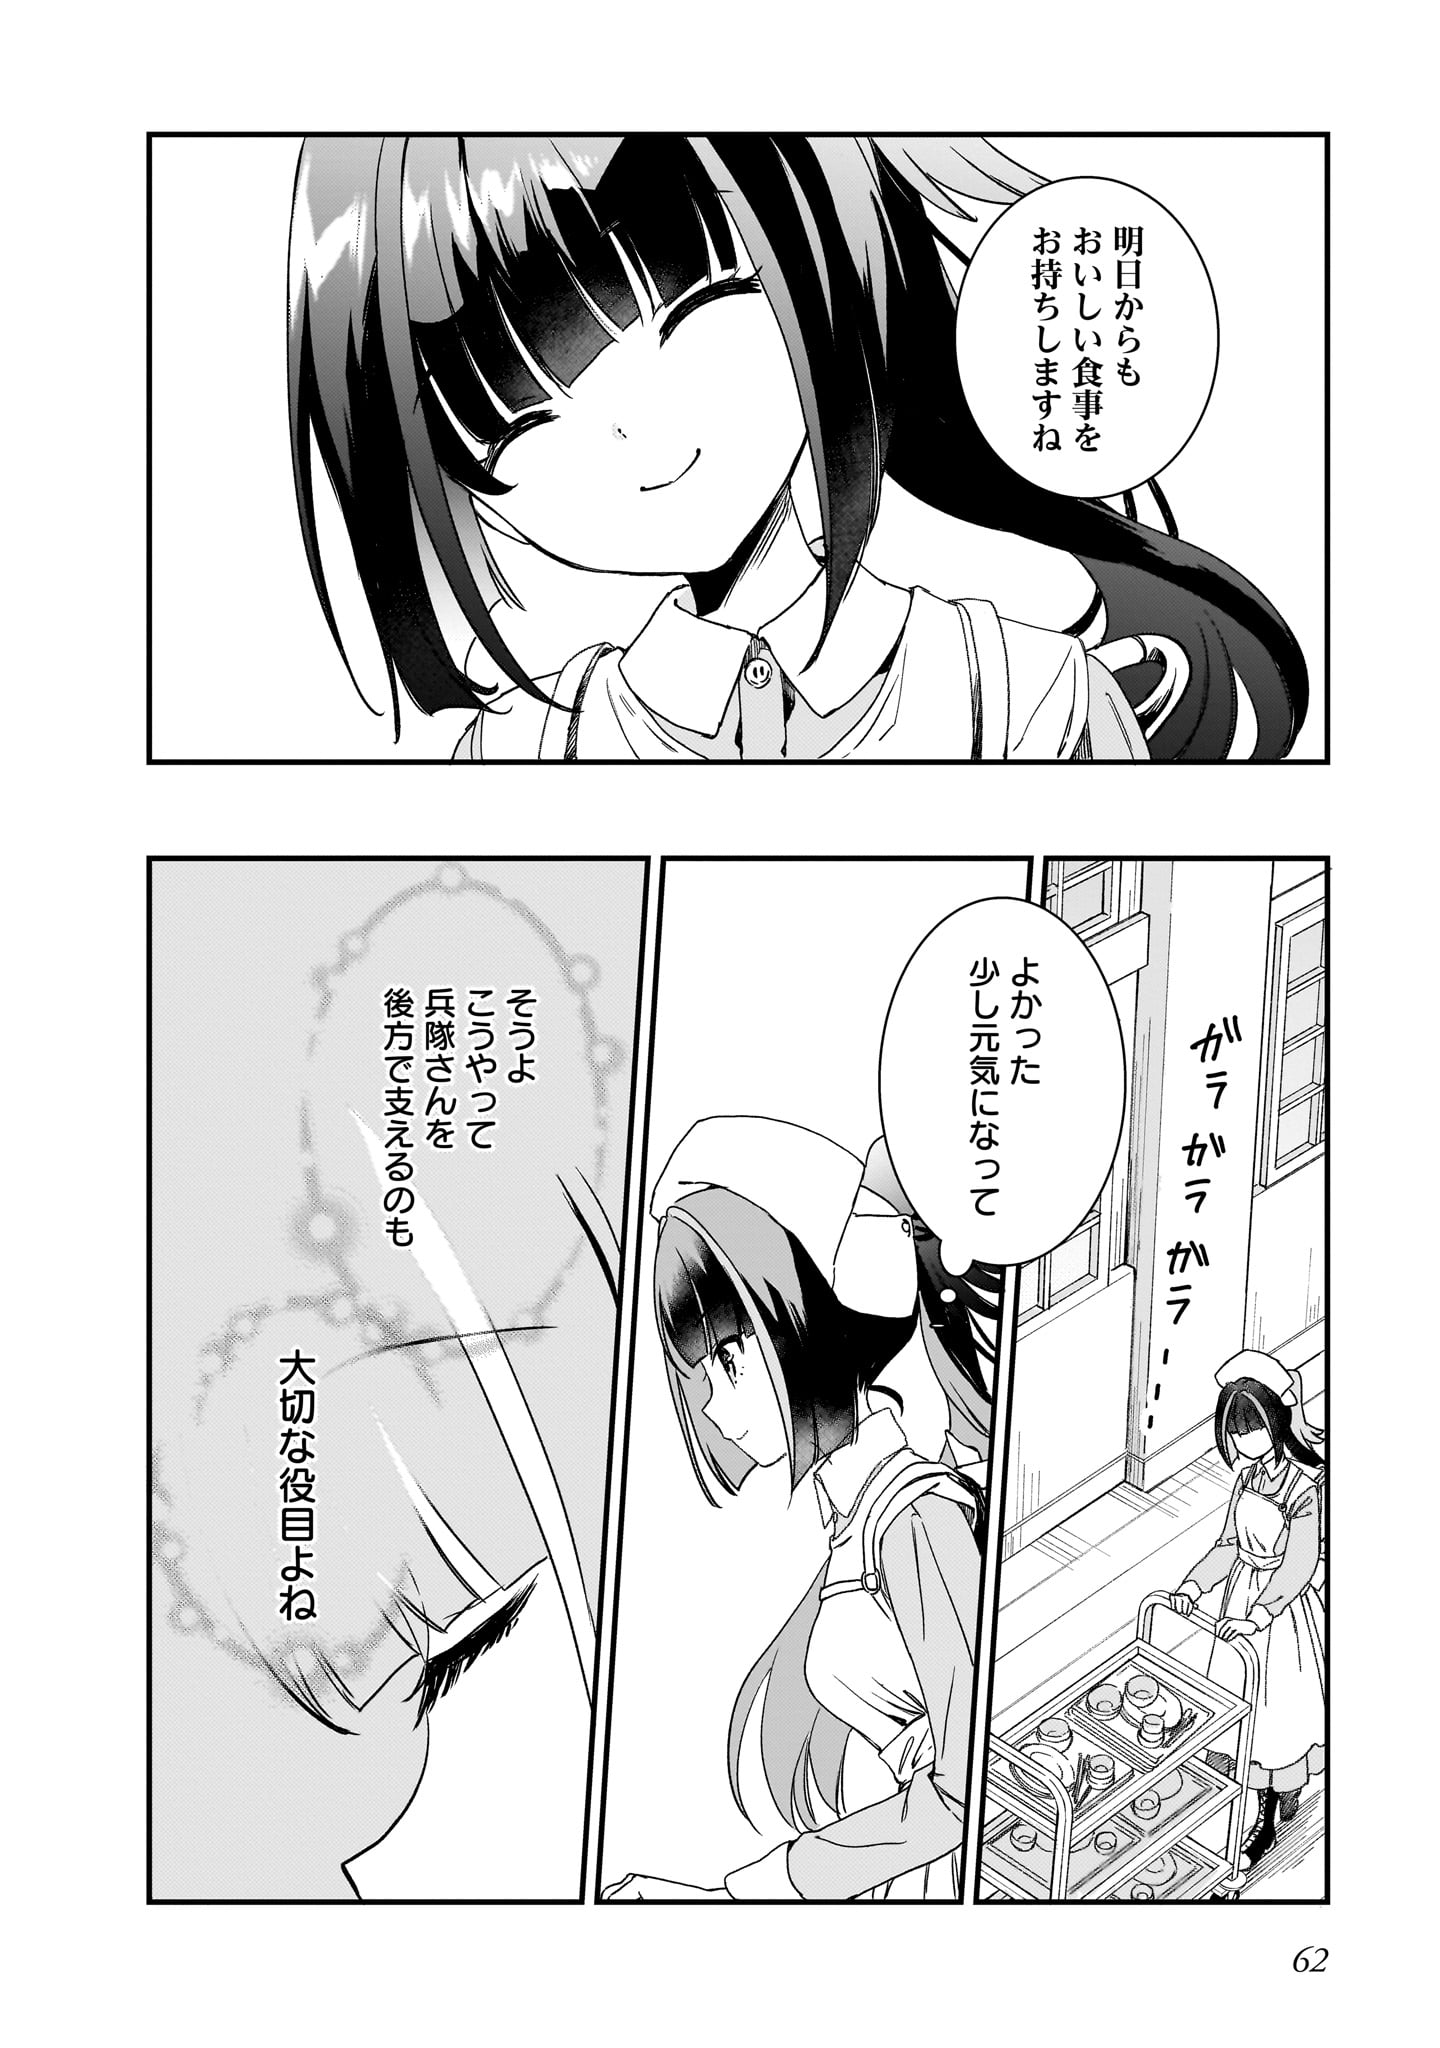 明日からも
おいしい食事を
お持ちしますね
ガラ
ガラ
ガラ
よかった
少し元気になって
そうよ
こうやって
兵隊さんを
後方で支えるのも
大切な役目よね
62